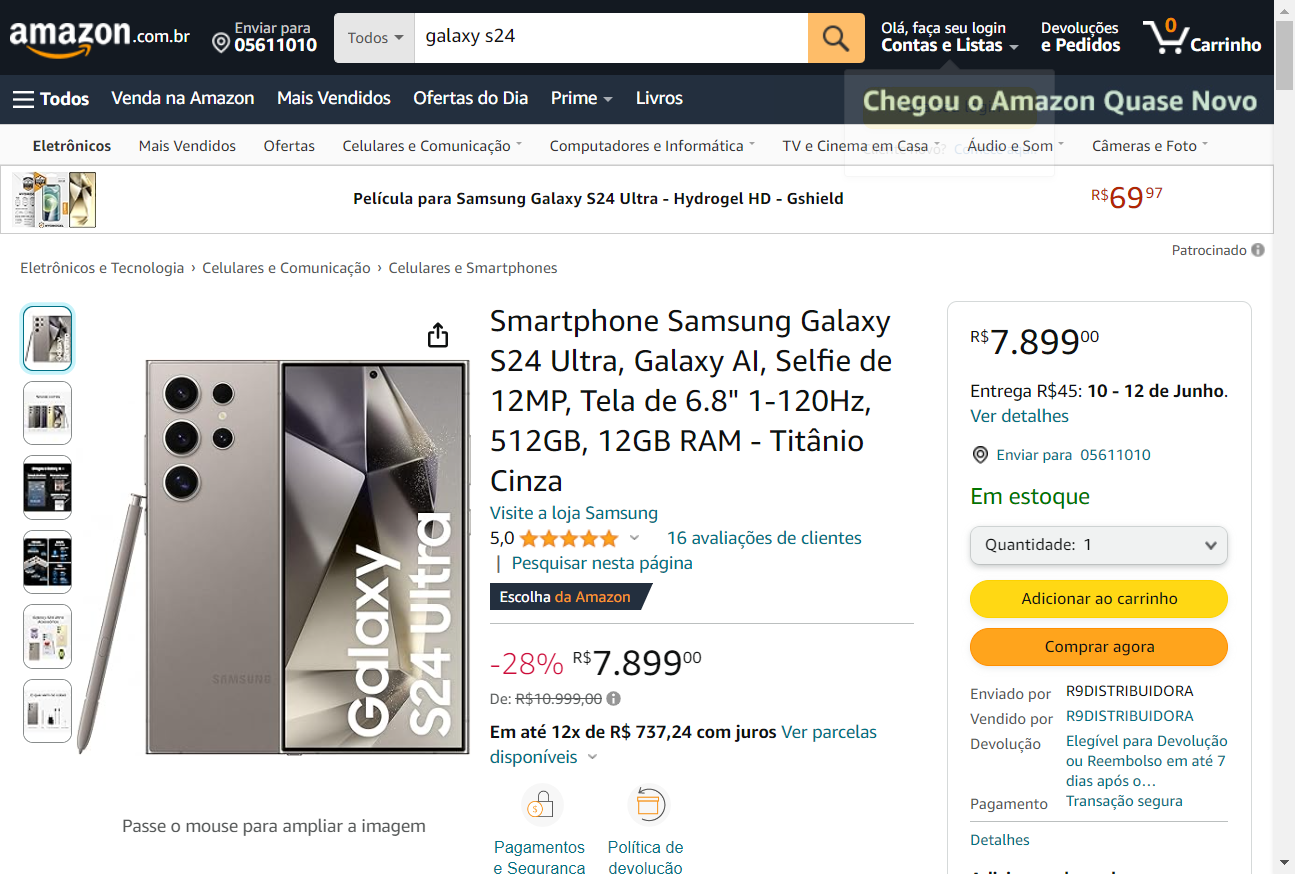 amazon.com.br
Enviar para
05611010
Todos
galaxy s24
Olá, faça seu login
Contas e Listas
Devoluções
e Pedidos
0
Carrinho
Todos
Venda na Amazon
Mais Vendidos
Ofertas do Dia
Prime
Livros
Chegou o Amazon Quase Novo
Eletrônicos
Mais Vendidos
Ofertas
Celulares e Comunicação
Computadores e Informática
TV e Cinema em Casa
Áudio e Som
Câmeras e Foto
Película para Samsung Galaxy S24 Ultra - Hydrogel HD - Gshield
R$69 97
Patrocinado
Eletrônicos e Tecnologia › Celulares e Comunicação › Celulares e Smartphones
SAMSUNG
Galaxy
S24 Ultra
Passe o mouse para ampliar a imagem
Smartphone Samsung Galaxy
S24 Ultra, Galaxy AI, Selfie de
12MP, Tela de 6.8" 1-120Hz,
512GB, 12GB RAM - Titânio
Cinza
Visite a loja Samsung
5,0
16 avaliações de clientes
| Pesquisar nesta página
Escolha da Amazon
-28% R$7.89900
De: R$10.999,00
Em até 12x de R$ 737,24 com juros Ver parcelas
disponíveis
Pagamentos
e Segurança
Política de
devolução
R$7.89900
Entrega R$45: 10 - 12 de Junho.
Ver detalhes
Enviar para 05611010
Em estoque
Quantidade: 1
Adicionar ao carrinho
Comprar agora
Enviado por R9DISTRIBUIDORA
Vendido por R9DISTRIBUIDORA
Devolução Elegível para Devolução
ou Reembolso em até 7
dias após o...
Pagamento Transação segura
Detalhes